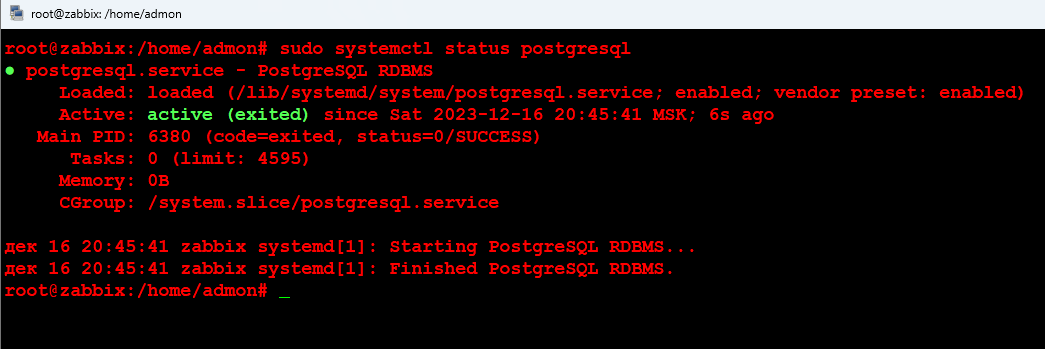 root@zabbix: /home/admon
root@zabbix:/home/admon# sudo systemctl status postgresql
● postgresql.service - PostgreSQL RDBMS
Loaded: loaded (/lib/systemd/system/postgresql.service; enabled; vendor preset: enabled)
Active: active (exited) since Sat 2023-12-16 20:45:41 MSK; 6s ago
Main PID: 6380 (code=exited, status=0/SUCCESS)
Tasks: 0 (limit: 4595)
Memory: 0B
CGroup: /system.slice/postgresql.service
дек 16 20:45:41 zabbix systemd[1]: Starting PostgreSQL RDBMS...
дек 16 20:45:41 zabbix systemd[1]: Finished PostgreSQL RDBMS.
root@zabbix:/home/admon# _